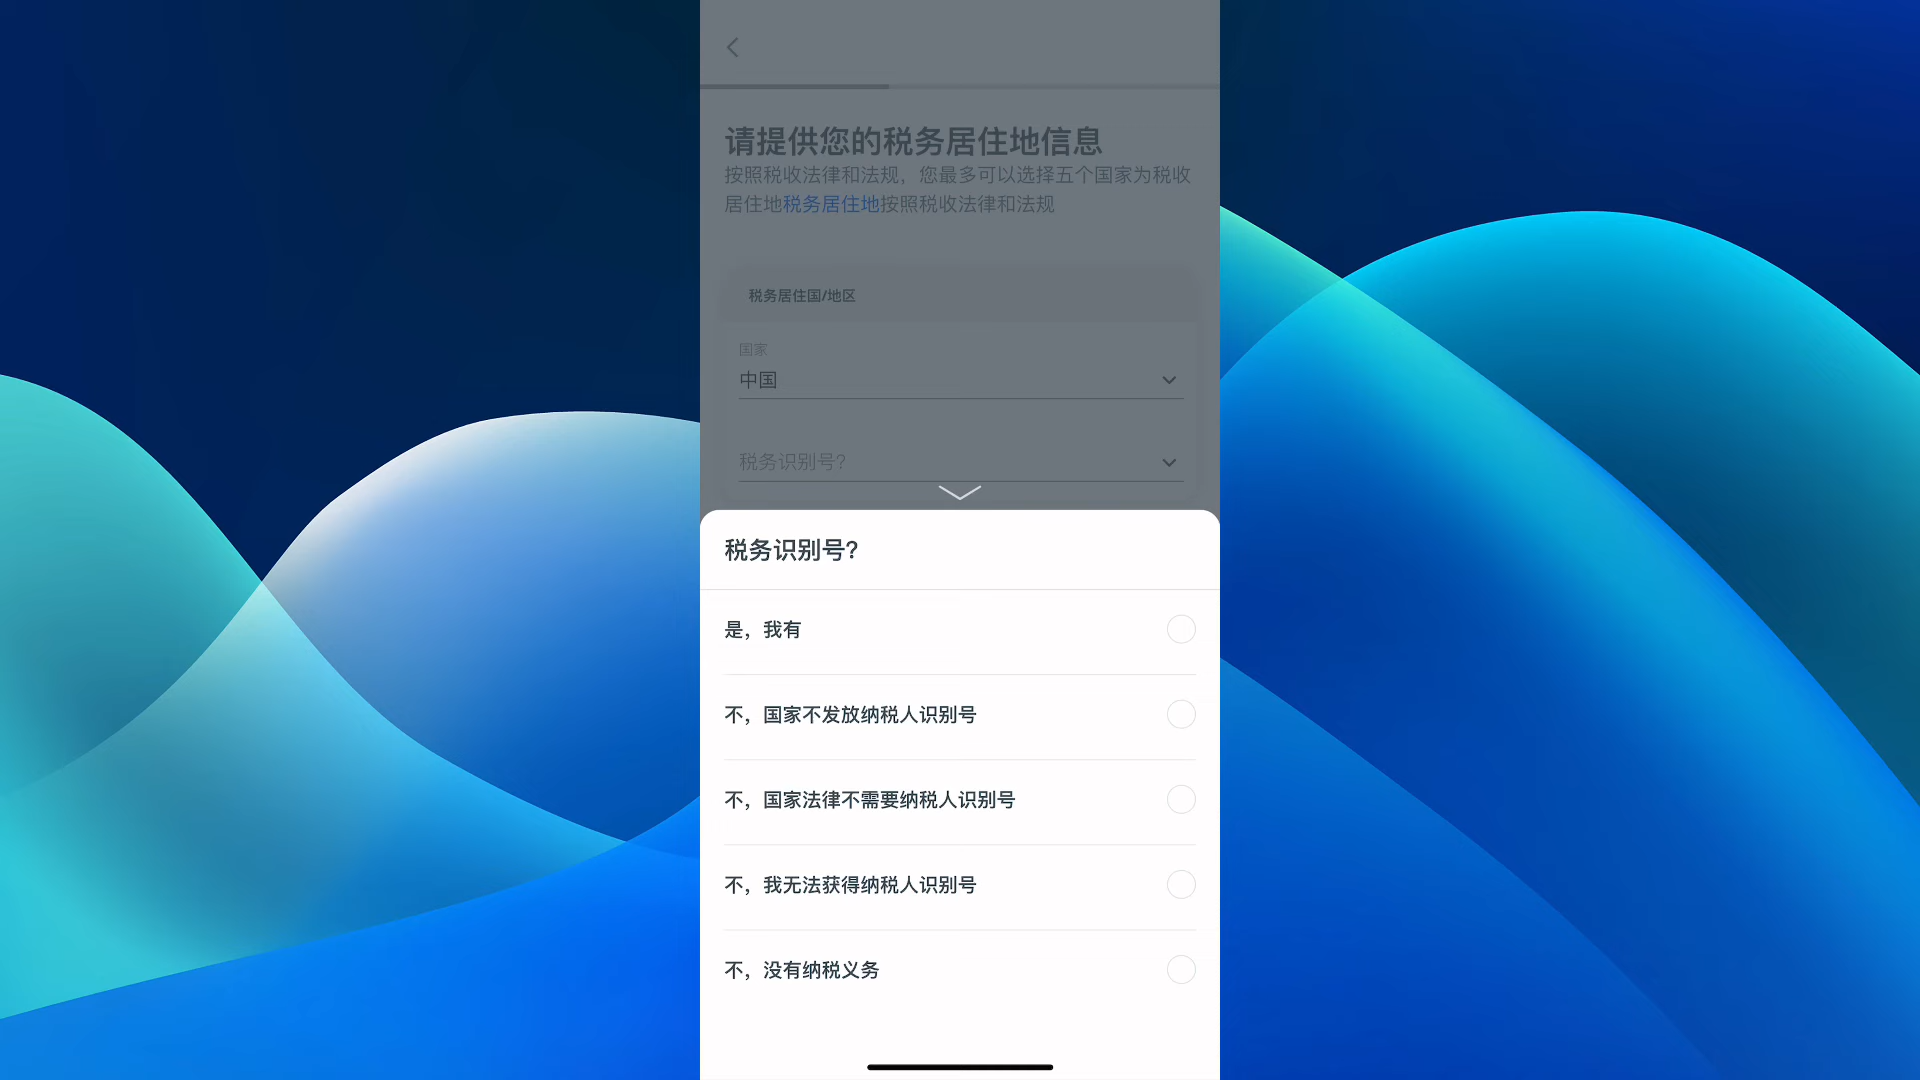 请提供您的税务居住地信息
按照税收法律和法规，您最多可以选择五个国家为税收
居住地税务居住地按照税收法律和法规
税务居住国/地区
国家
中国
税务识别号?
税务识别号?
是，我有
不，国家不发放纳税人识别号
不，国家法律不需要纳税人识别号
不，我无法获得纳税人识别号
不，没有纳税义务